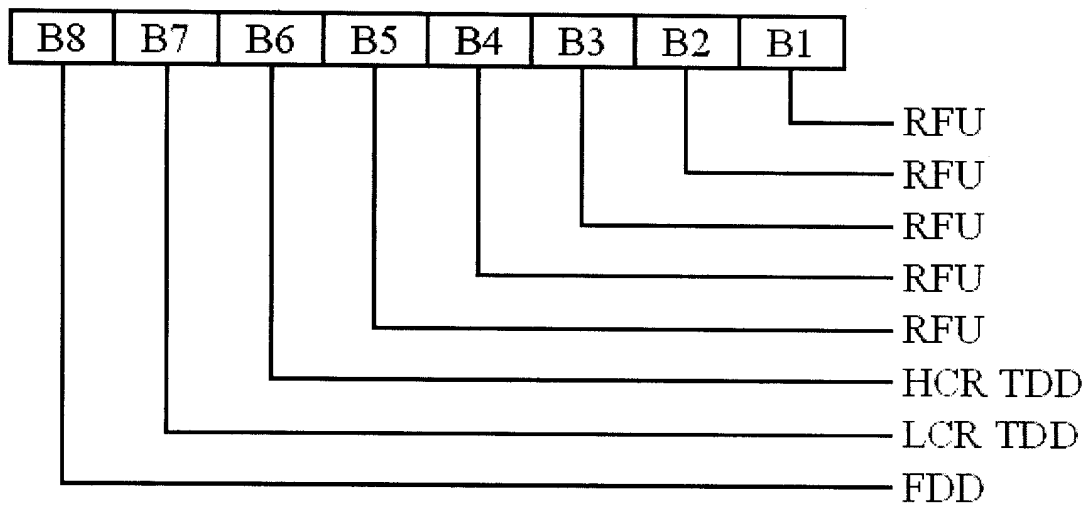 B8 B7 B6 B5 B4 B3 B2 B1
RFU
RFU
RFU
RFU
RFU
HCR TDD
LCR TDD
FDD